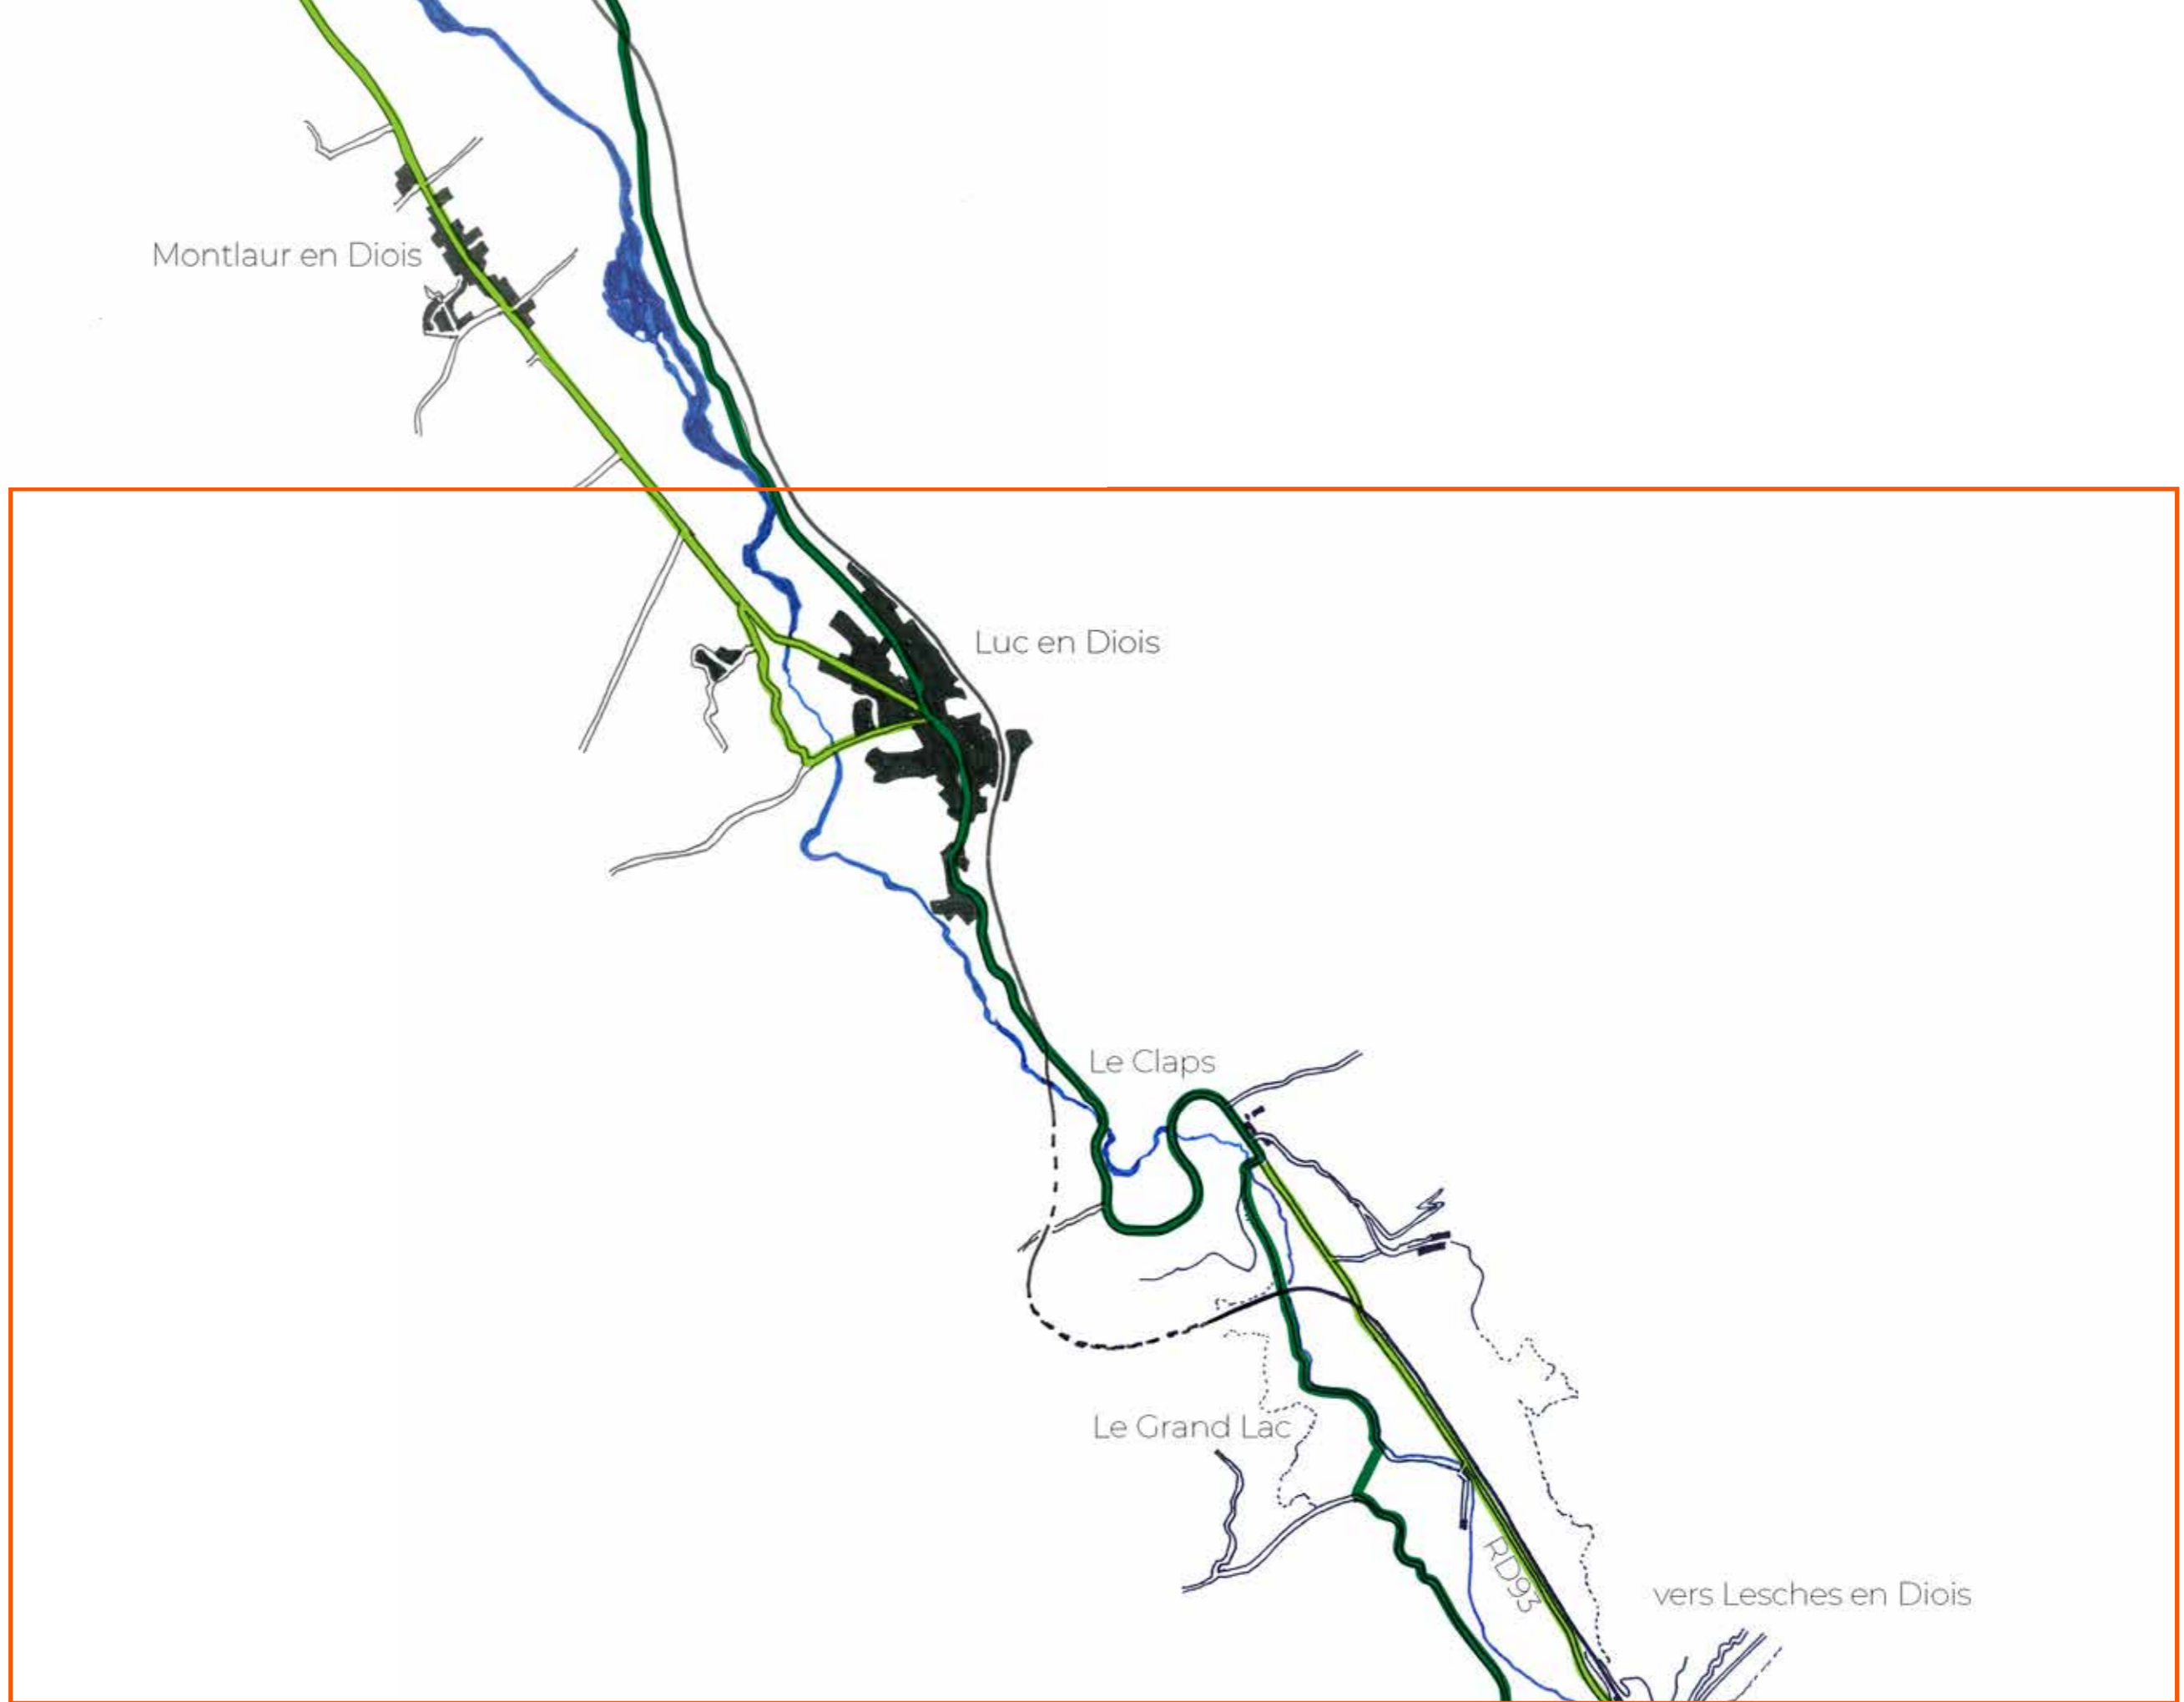 Montlaur en Diois
Luc en Diois
Le Claps
Le Grand Lac
RD93
vers Lesches en Diois